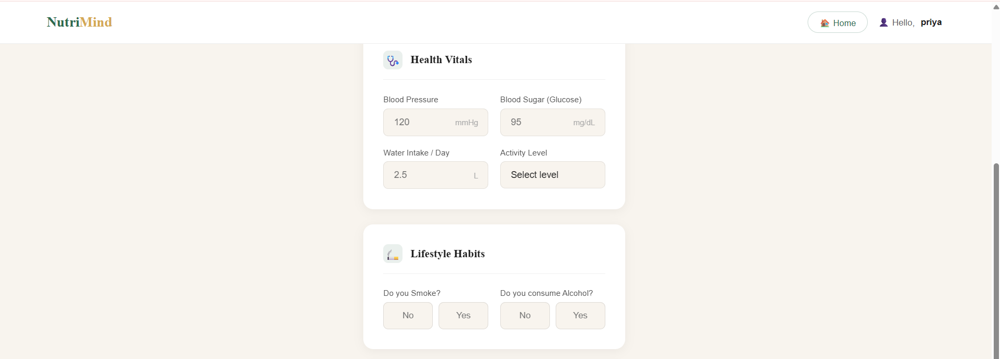 NutriMind
Home
Hello, priya
Health Vitals
Blood Pressure
Blood Sugar (Glucose)
120 mmHg
95 mg/dL
Water Intake / Day
Activity Level
2.5 L
Select level
Lifestyle Habits
Do you Smoke?
Do you consume Alcohol?
No Yes
No Yes